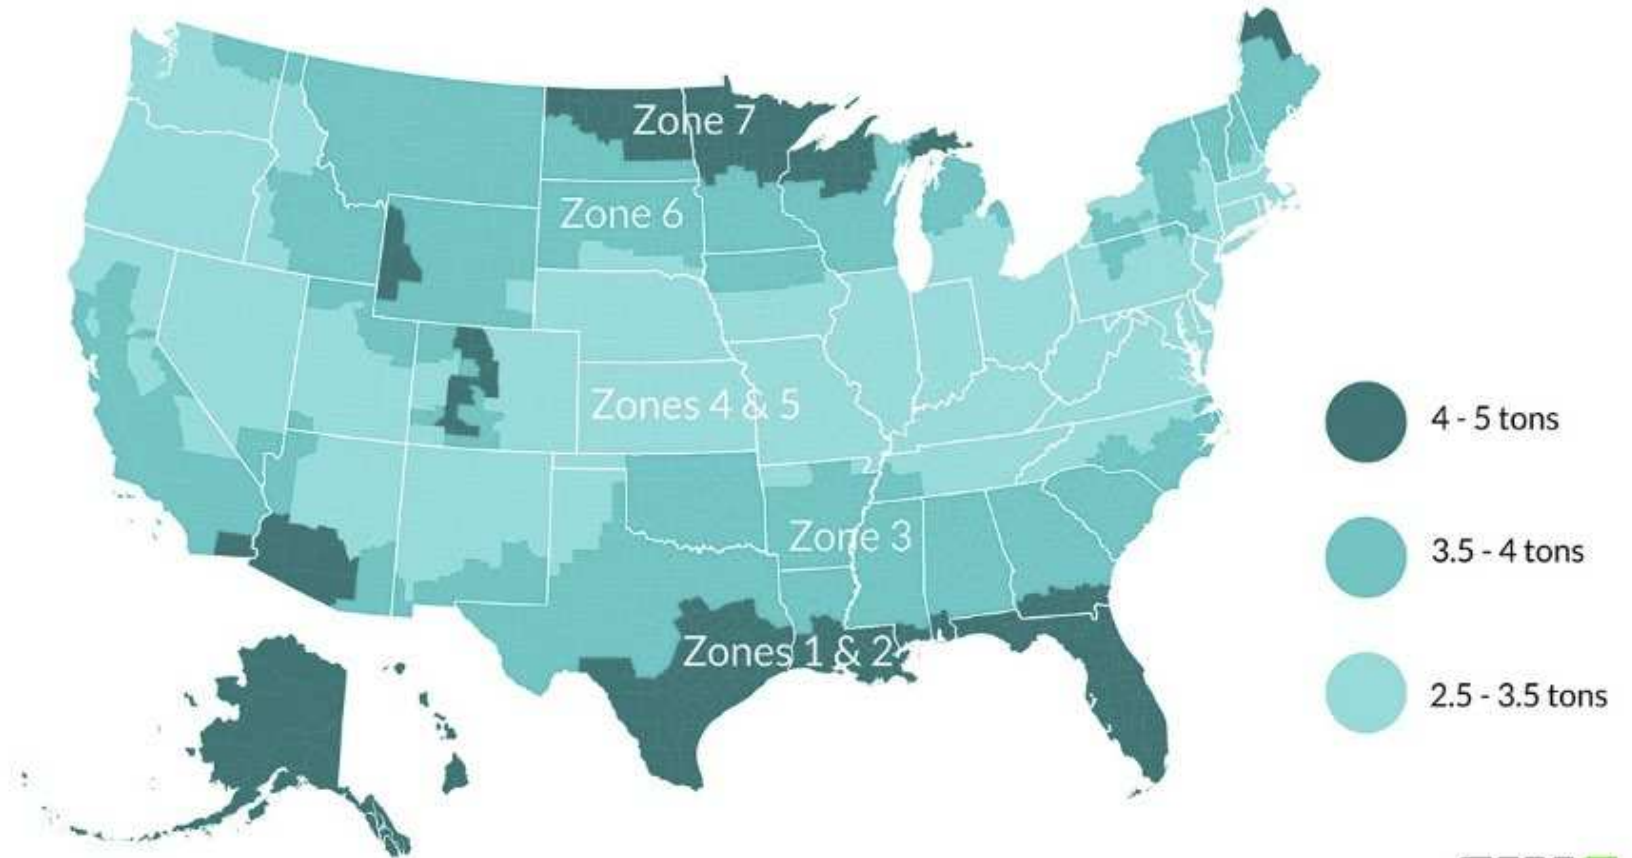 Zone 7
Zone 6
Zones 4 & 5
Zone 3
Zones 1 & 2
4 - 5 tons
3.5 - 4 tons
2.5 - 3.5 tons